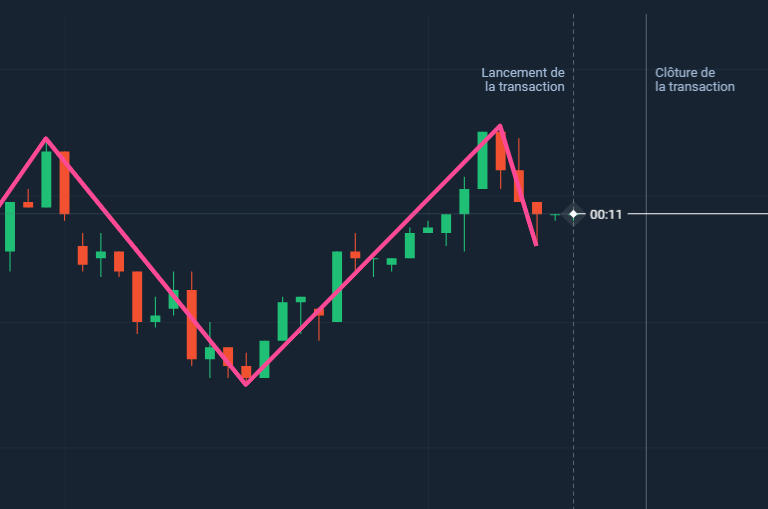 Lancement de
la transaction
Clôture de
la transaction
00:11